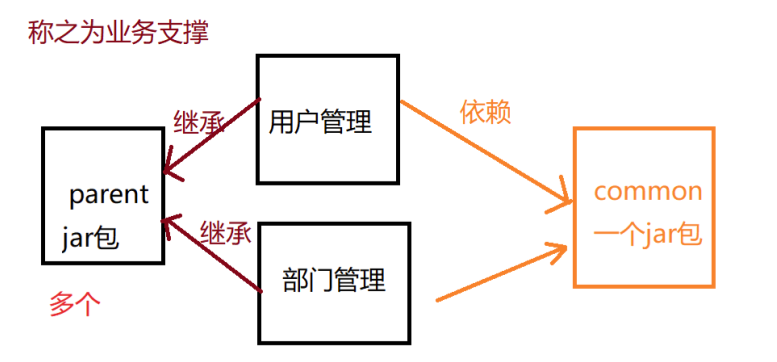 称之为业务支撑
继承
用户管理
依赖
parent
jar包
common
一个jar包
继承
部门管理
多个